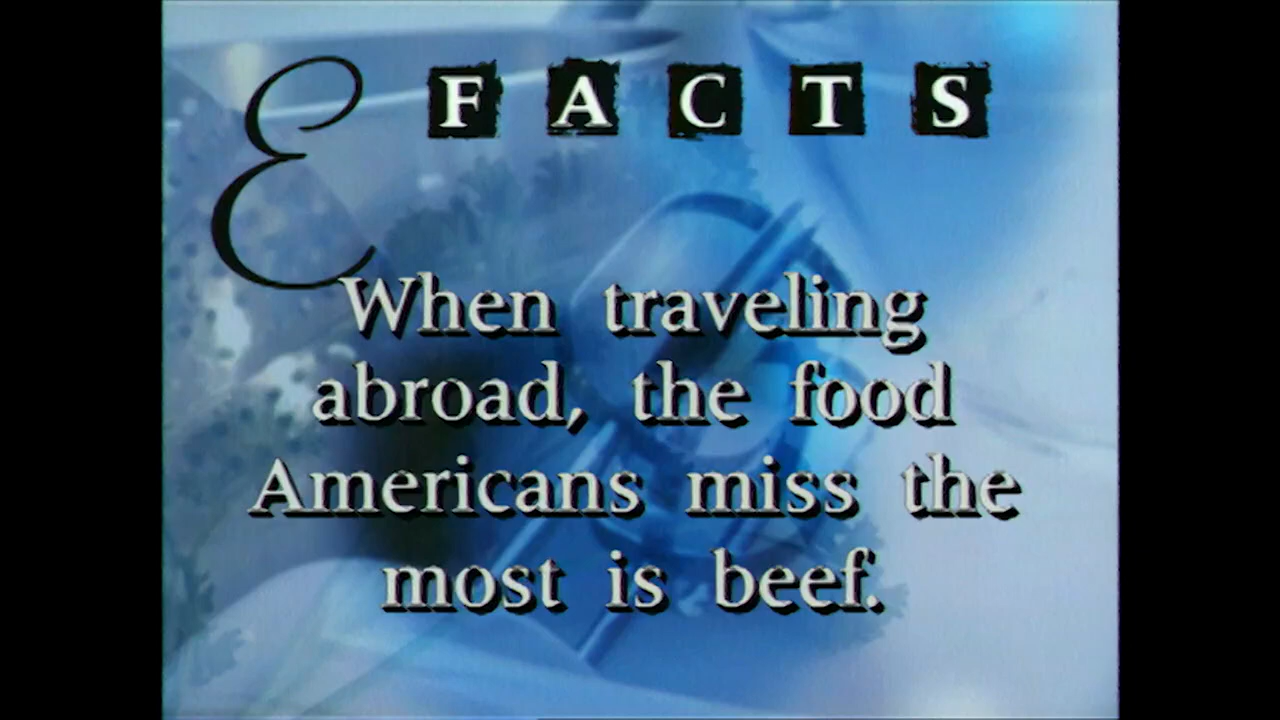 E FACTS
When traveling
abroad, the food
Americans miss the
most is beef.